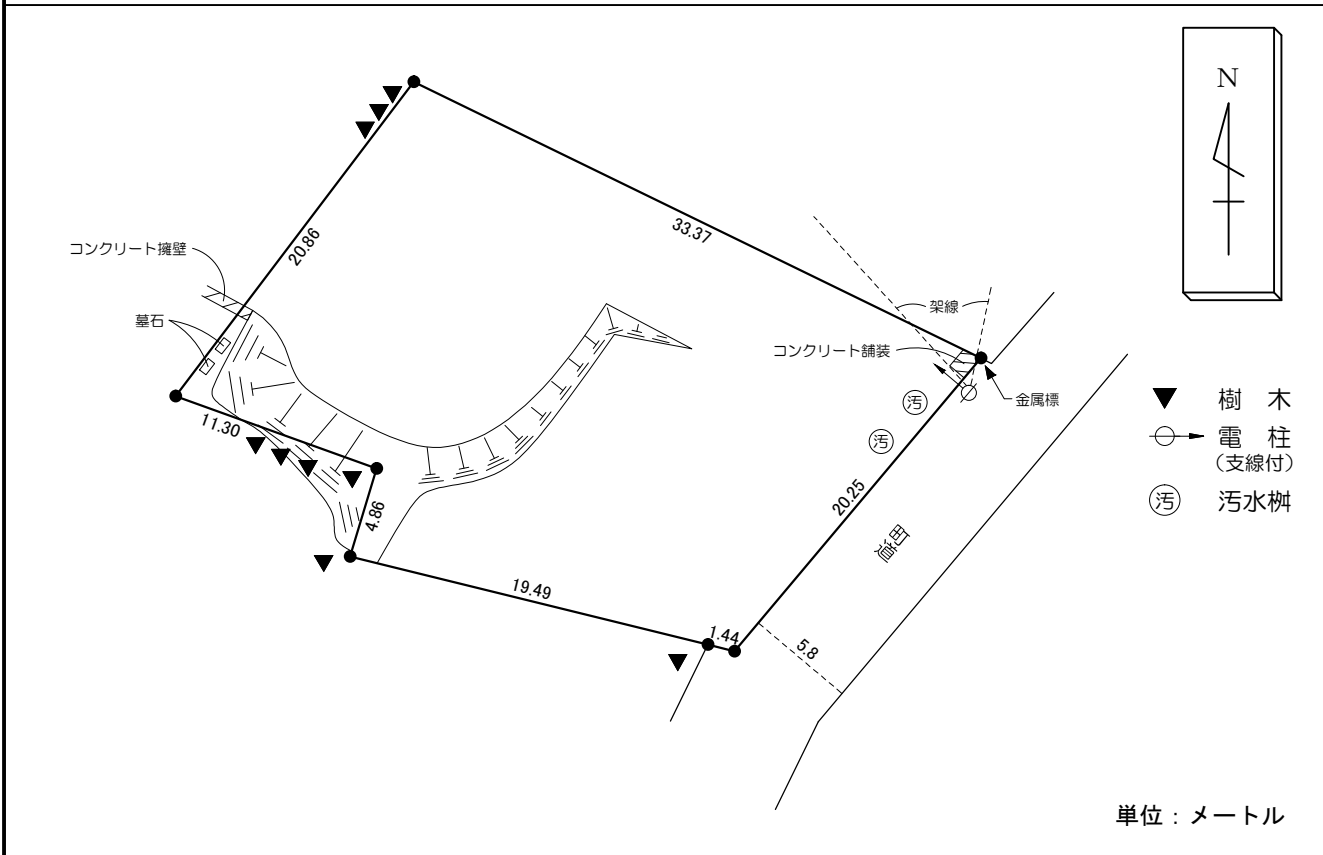 N
33.37
20.86
コンクリート擁壁
墓石
架線
コンクリート舗装
金属標
汚
汚
11.30
4.86
20.25
町道
19.49
1.44
5.8
樹 木
電 柱
(支線付)
汚 汚水桝
単位：メートル